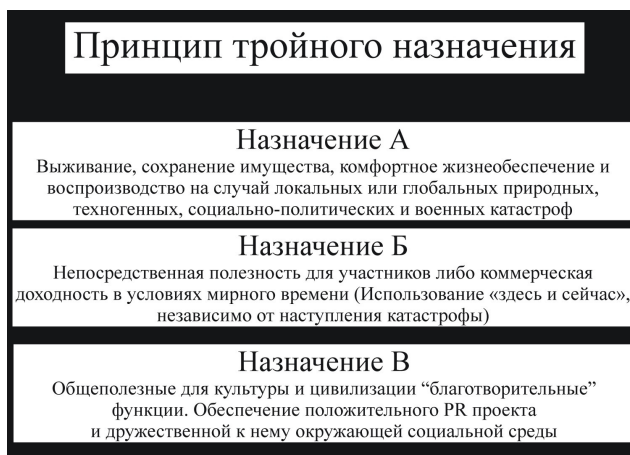 Принцип тройного назначения
Назначение А
Выживание, сохранение имущества, комфортное жизнеобеспечение и
воспроизводство на случай локальных или глобальных природных,
техногенных, социально-политических и военных катастроф
Назначение Б
Непосредственная полезность для участников либо коммерческая
доходность в условиях мирного времени (Использование «здесь и сейчас»,
независимо от наступления катастрофы)
Назначение В
Общеполезные для культуры и цивилизации “благотворительные”
функции. Обеспечение положительного PR проекта
и дружественной к нему окружающей социальной среды